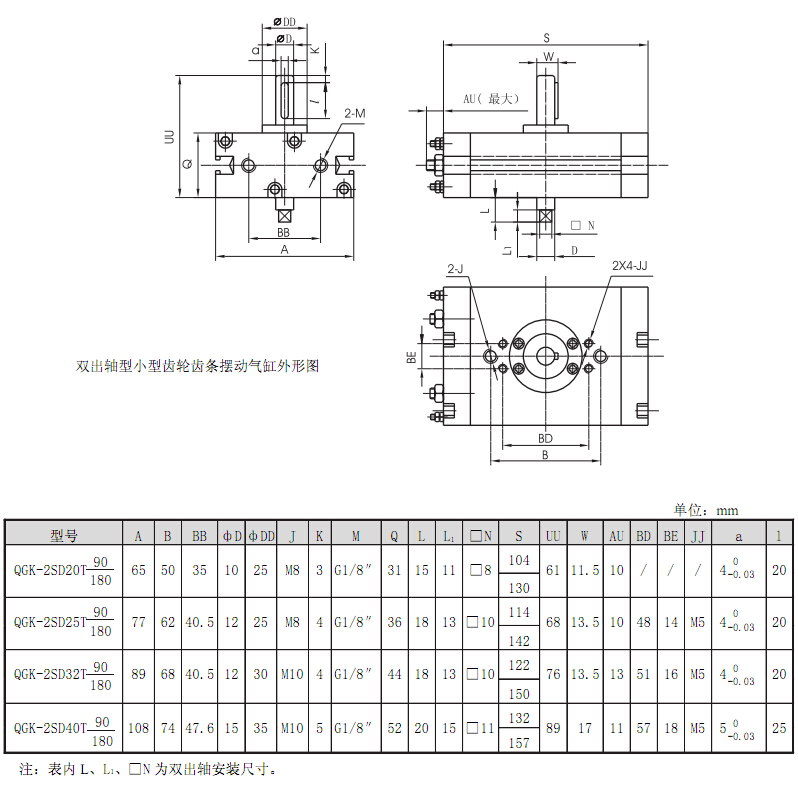 ⌀DD
⌀D
a
K
l
2-M
UU
Q
BB
A
S
W
AU( 最大)
L
L1
□ N
D
2-J
2X4-JJ
BE
BD
B
双出轴型小型齿轮齿条摆动气缸外形图
单位: mm
型号 A B BB ϕD ϕDD J K M Q L L1 □N S UU W AU BD BE JJ a l
QGK-2SD20T 90/180 65 50 35 10 25 M8 3 G1/8″ 31 15 11 □8 104/130 61 11.5 10 / / / 4 0 -0.03 20
QGK-2SD25T 90/180 77 62 40.5 12 25 M8 4 G1/8″ 36 18 13 □10 114/142 68 13.5 10 48 14 M5 4 0 -0.03 20
QGK-2SD32T 90/180 89 68 40.5 12 30 M10 4 G1/8″ 44 18 13 □10 122/150 76 13.5 13 51 16 M5 4 0 -0.03 20
QGK-2SD40T 90/180 108 74 47.6 15 35 M10 5 G1/8″ 52 20 15 □11 132/157 89 17 11 57 18 M5 5 0 -0.03 25
注: 表内 L、L1、□N 为双出轴安装尺寸。